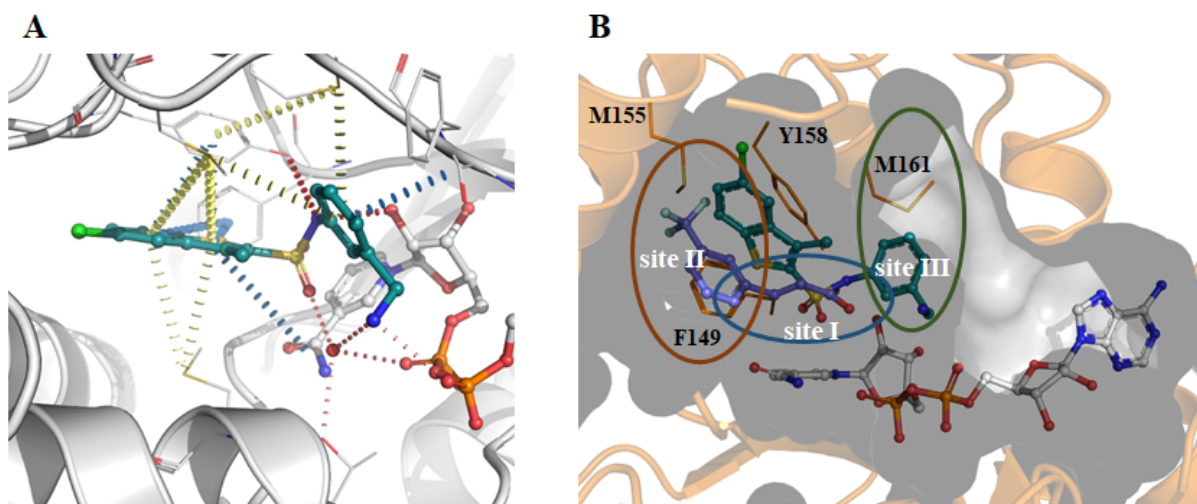 A
B
M155
Y158
M161
site II
site III
F149
site I